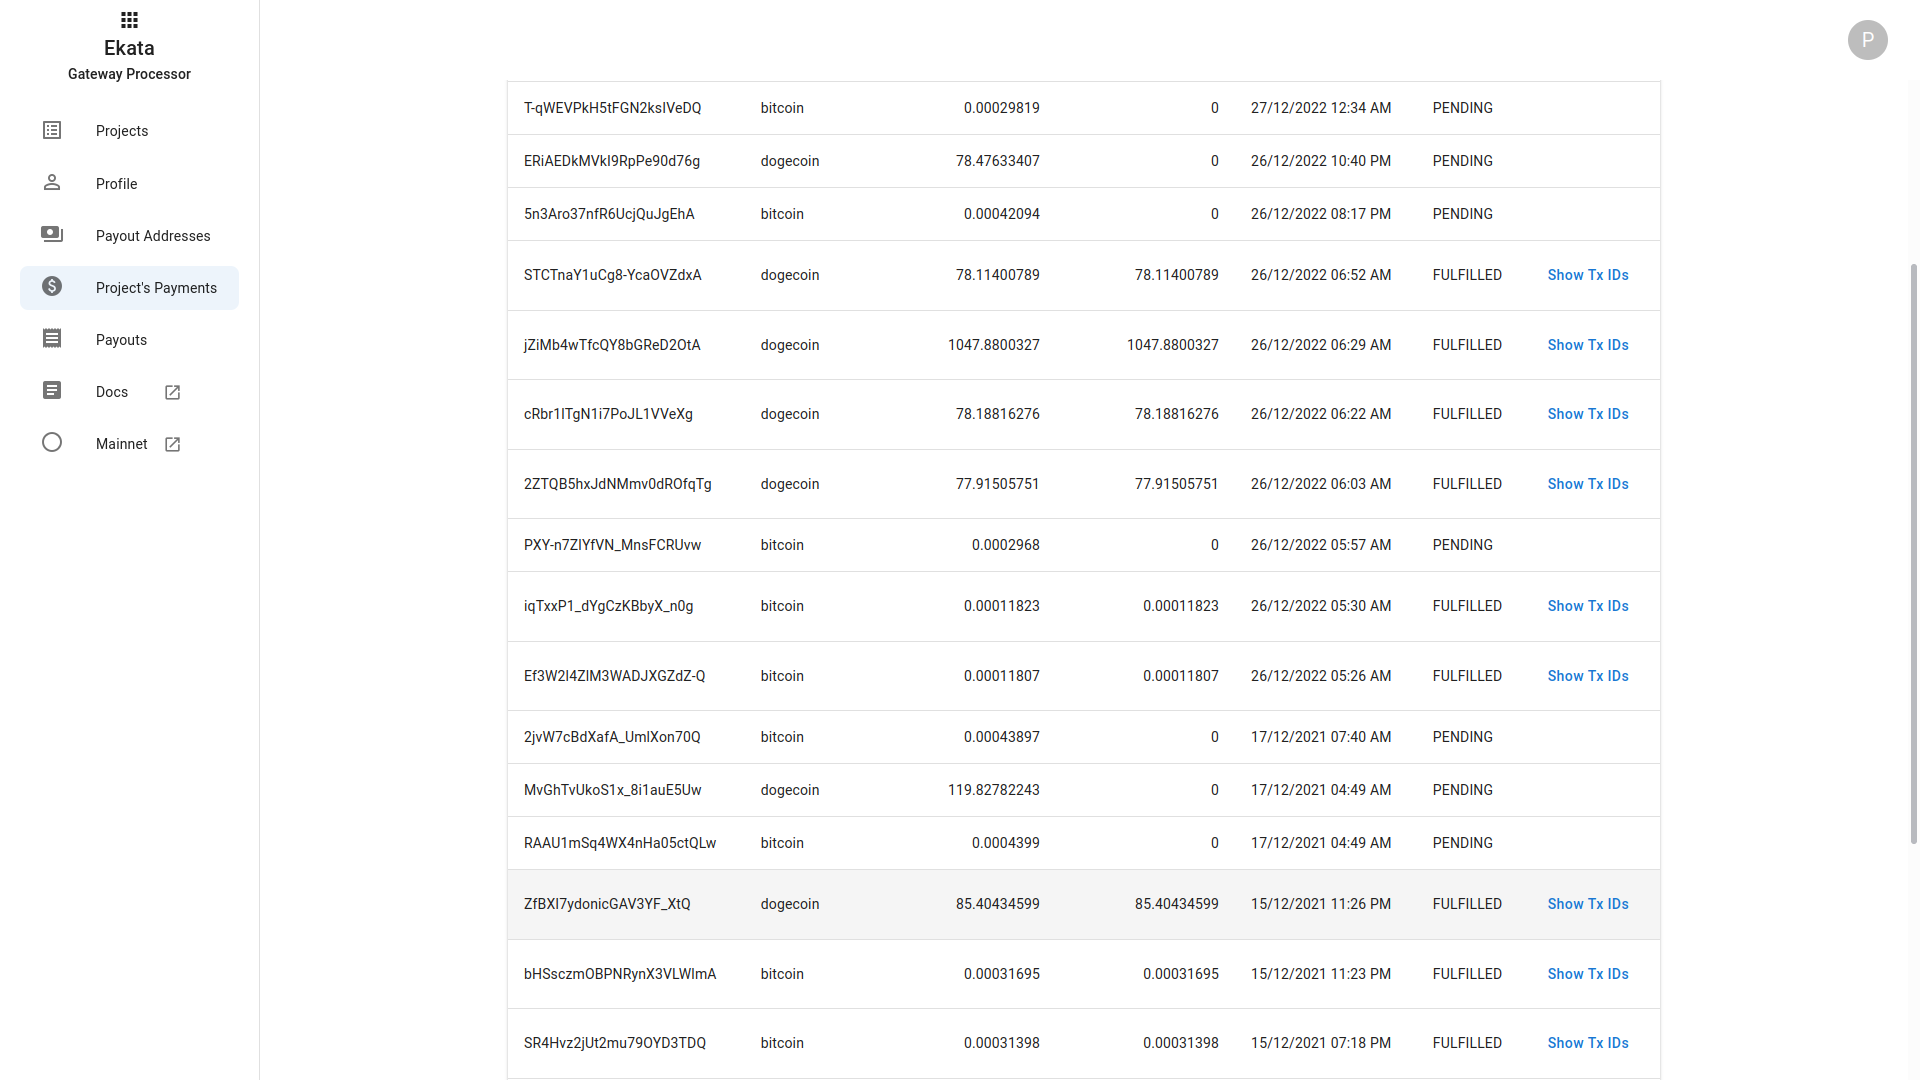 Ekata
Gateway Processor
P
Projects
Profile
Payout Addresses
Project's Payments
Payouts
Docs
Mainnet
T-qWEVPkH5tFGN2ksIVeDQ bitcoin 0.00029819 0 27/12/2022 12:34 AM PENDING
ERiAEDkMVkI9RpPe90d76g dogecoin 78.47633407 0 26/12/2022 10:40 PM PENDING
5n3Aro37nfR6UcjQuJgEhA bitcoin 0.00042094 0 26/12/2022 08:17 PM PENDING
STCTnaY1uCg8-YcaOVZdxA dogecoin 78.11400789 78.11400789 26/12/2022 06:52 AM FULFILLED Show Tx IDs
jZiMb4wTfcQY8bGReD2OtA dogecoin 1047.8800327 1047.8800327 26/12/2022 06:29 AM FULFILLED Show Tx IDs
cRbr1ITgN1i7PoJL1VVeXg dogecoin 78.18816276 78.18816276 26/12/2022 06:22 AM FULFILLED Show Tx IDs
2ZTQB5hxJdNMmv0dROfqTg dogecoin 77.91505751 77.91505751 26/12/2022 06:03 AM FULFILLED Show Tx IDs
PXY-n7ZIYfVN_MnsFCRUvw bitcoin 0.0002968 0 26/12/2022 05:57 AM PENDING
iqTxxP1_dYgCzKBbyX_n0g bitcoin 0.00011823 0.00011823 26/12/2022 05:30 AM FULFILLED Show Tx IDs
Ef3W2I4ZIM3WADJXGZdZ-Q bitcoin 0.00011807 0.00011807 26/12/2022 05:26 AM FULFILLED Show Tx IDs
2jvW7cBdXafA_UmIXon70Q bitcoin 0.00043897 0 17/12/2021 07:40 AM PENDING
MvGhTvUkoS1x_8i1auE5Uw dogecoin 119.82782243 0 17/12/2021 04:49 AM PENDING
RAAU1mSq4WX4nHa05ctQLw bitcoin 0.0004399 0 17/12/2021 04:49 AM PENDING
ZfBXI7ydonicGAV3YF_XtQ dogecoin 85.40434599 85.40434599 15/12/2021 11:26 PM FULFILLED Show Tx IDs
bHSsczmOBPNRynX3VLWImA bitcoin 0.00031695 0.00031695 15/12/2021 11:23 PM FULFILLED Show Tx IDs
SR4Hvz2jUt2mu79OYD3TDQ bitcoin 0.00031398 0.00031398 15/12/2021 07:18 PM FULFILLED Show Tx IDs